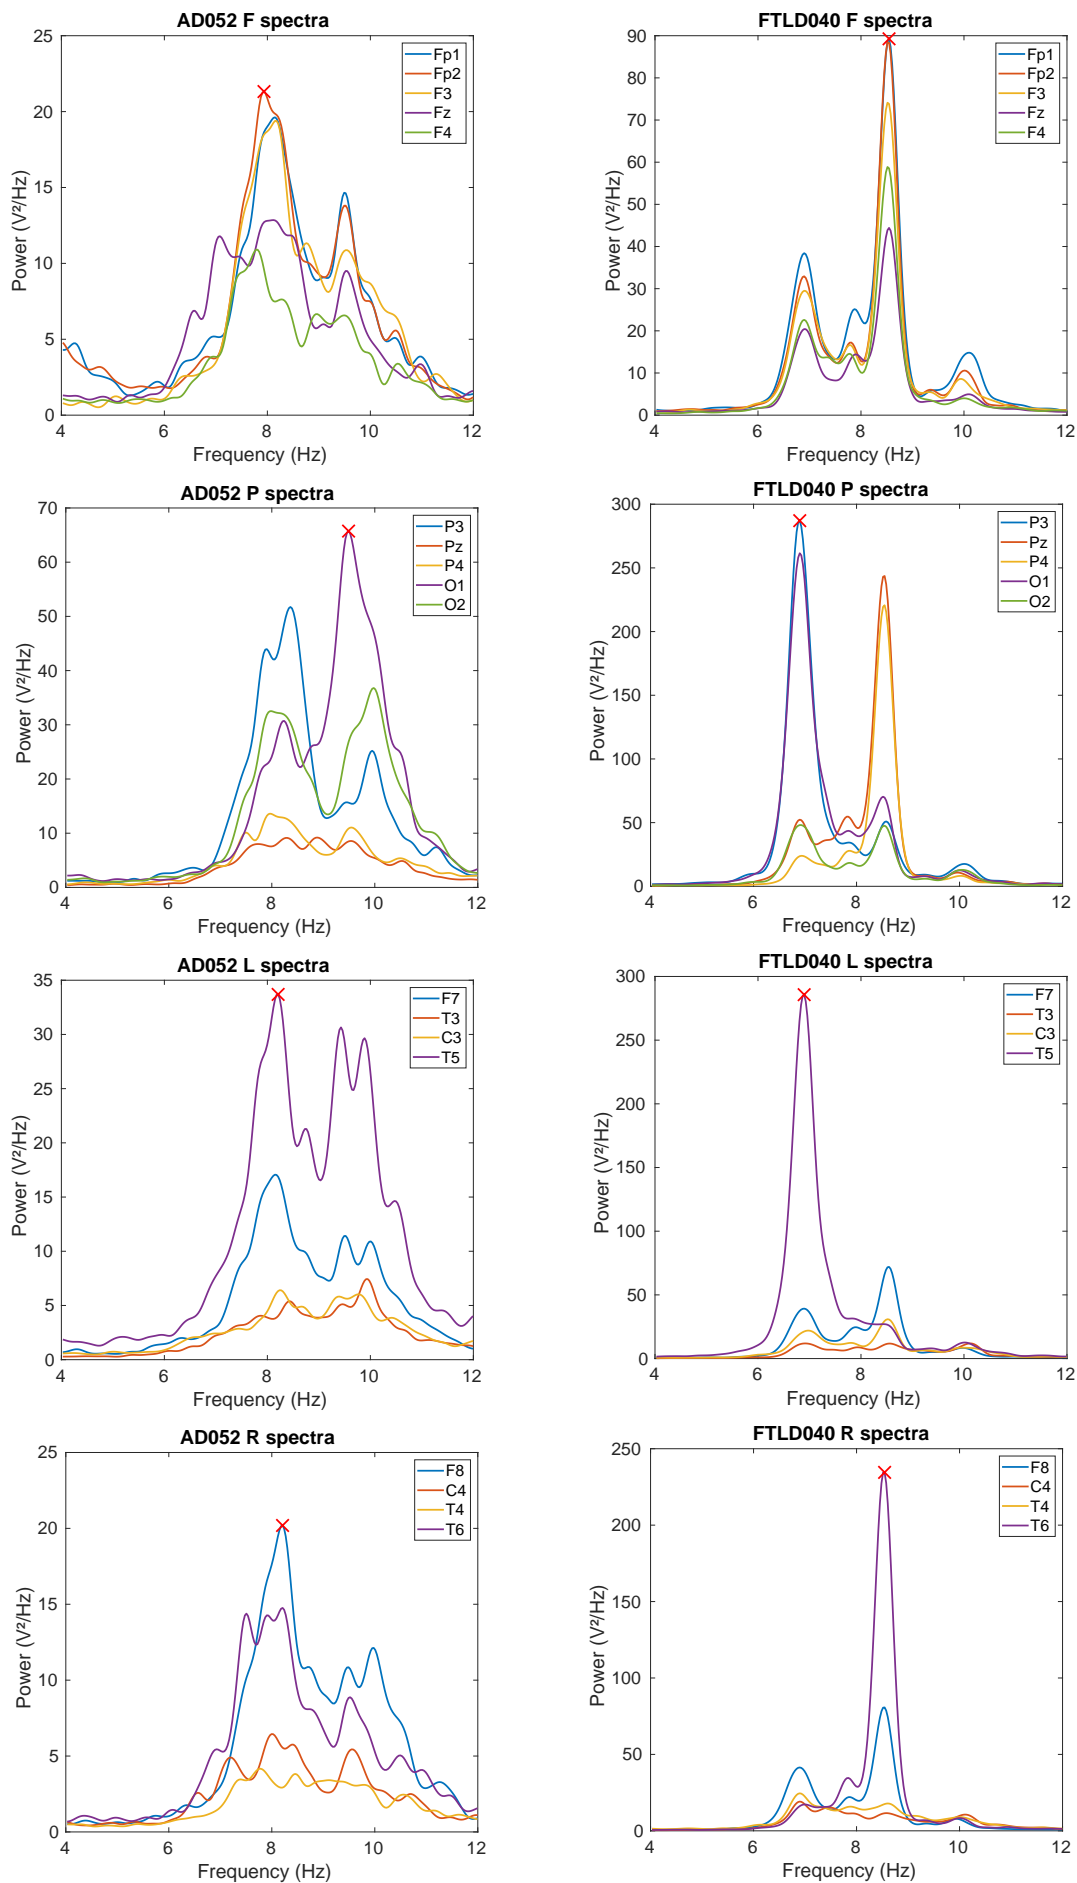 AD052 F spectra
25
20
15
10
5
0
4
6
8
10
12
Power (V²/Hz)
Frequency (Hz)
Fp1
Fp2
F3
Fz
F4
FTLD040 F spectra
90
80
70
60
50
40
30
20
10
0
4
6
8
10
12
Power (V²/Hz)
Frequency (Hz)
Fp1
Fp2
F3
Fz
F4
AD052 P spectra
70
60
50
40
30
20
10
0
4
6
8
10
12
Power (V²/Hz)
Frequency (Hz)
P3
Pz
P4
O1
O2
FTLD040 P spectra
300
250
200
150
100
50
0
4
6
8
10
12
Power (V²/Hz)
Frequency (Hz)
P3
Pz
P4
O1
O2
AD052 L spectra
35
30
25
20
15
10
5
0
4
6
8
10
12
Power (V²/Hz)
Frequency (Hz)
F7
T3
C3
T5
FTLD040 L spectra
300
250
200
150
100
50
0
4
6
8
10
12
Power (V²/Hz)
Frequency (Hz)
F7
T3
C3
T5
AD052 R spectra
25
20
15
10
5
0
4
6
8
10
12
Power (V²/Hz)
Frequency (Hz)
F8
C4
T4
T6
FTLD040 R spectra
250
200
150
100
50
0
4
6
8
10
12
Power (V²/Hz)
Frequency (Hz)
F8
C4
T4
T6